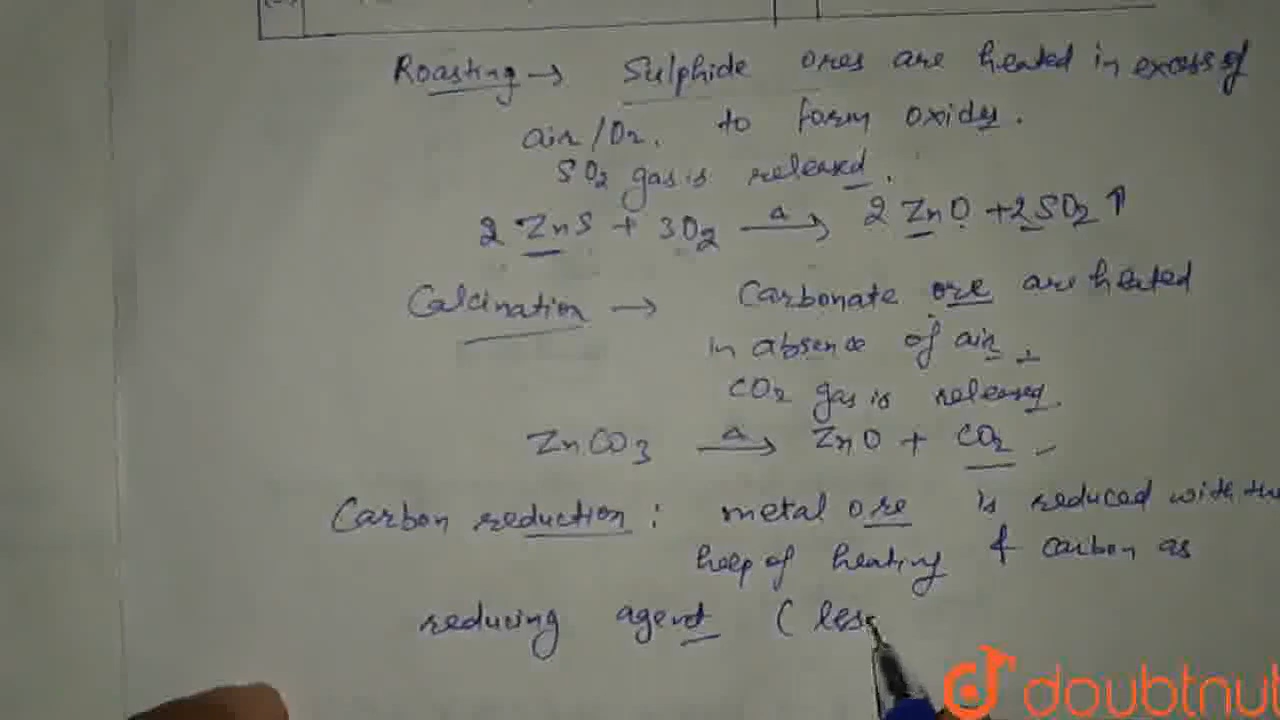 Roasting → Sulphide ores are heated in excess of
air/O2. to form oxides.
SO2 gas is released.
2 ZnS + 3O2 —Δ→ 2 ZnO + 2SO2 ↑
Calcination → Carbonate ore are heated
in absence of air
CO2 gas is released.
ZnCO3 —Δ→ ZnO + CO2
Carbon reduction : metal ore is reduced with the
help of heating & carbon as
reducing agent ( less
doubtnut